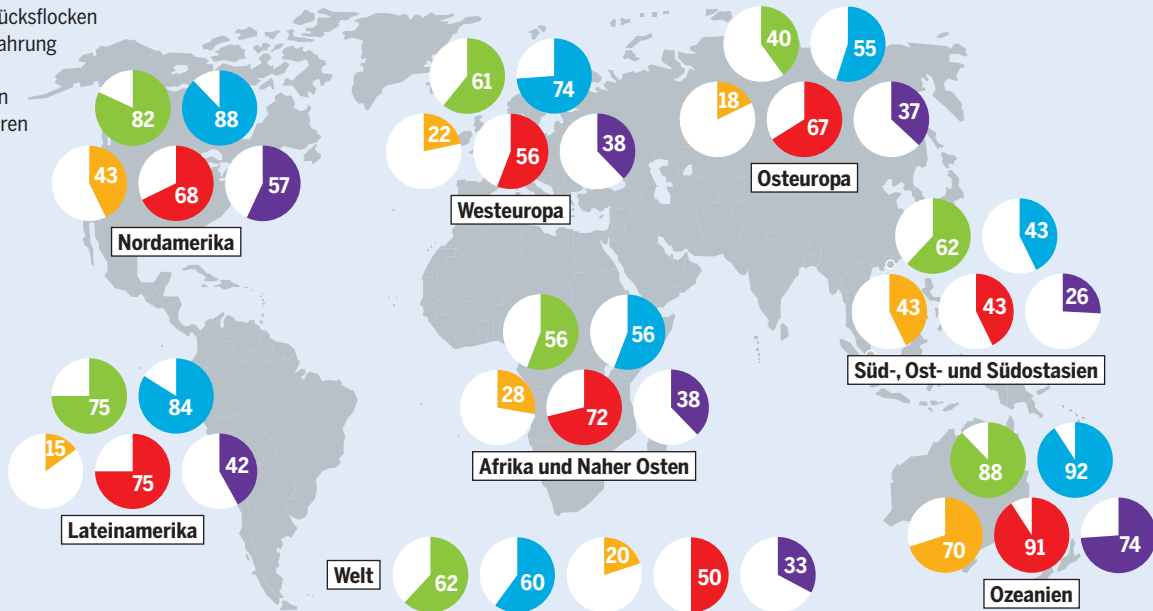 ücksflocken
ahrung
n
ren
82 88
43 68 57
Nordamerika
61 74
22 56 38
Westeuropa
40 55
18 67 37
Osteuropa
62 43
43 43 26
Süd-, Ost- und Südostasien
56 56
28 72 38
Afrika und Naher Osten
75 84
15 75 42
Lateinamerika
88 92
70 91 74
Ozeanien
Welt 62 60 20 50 33